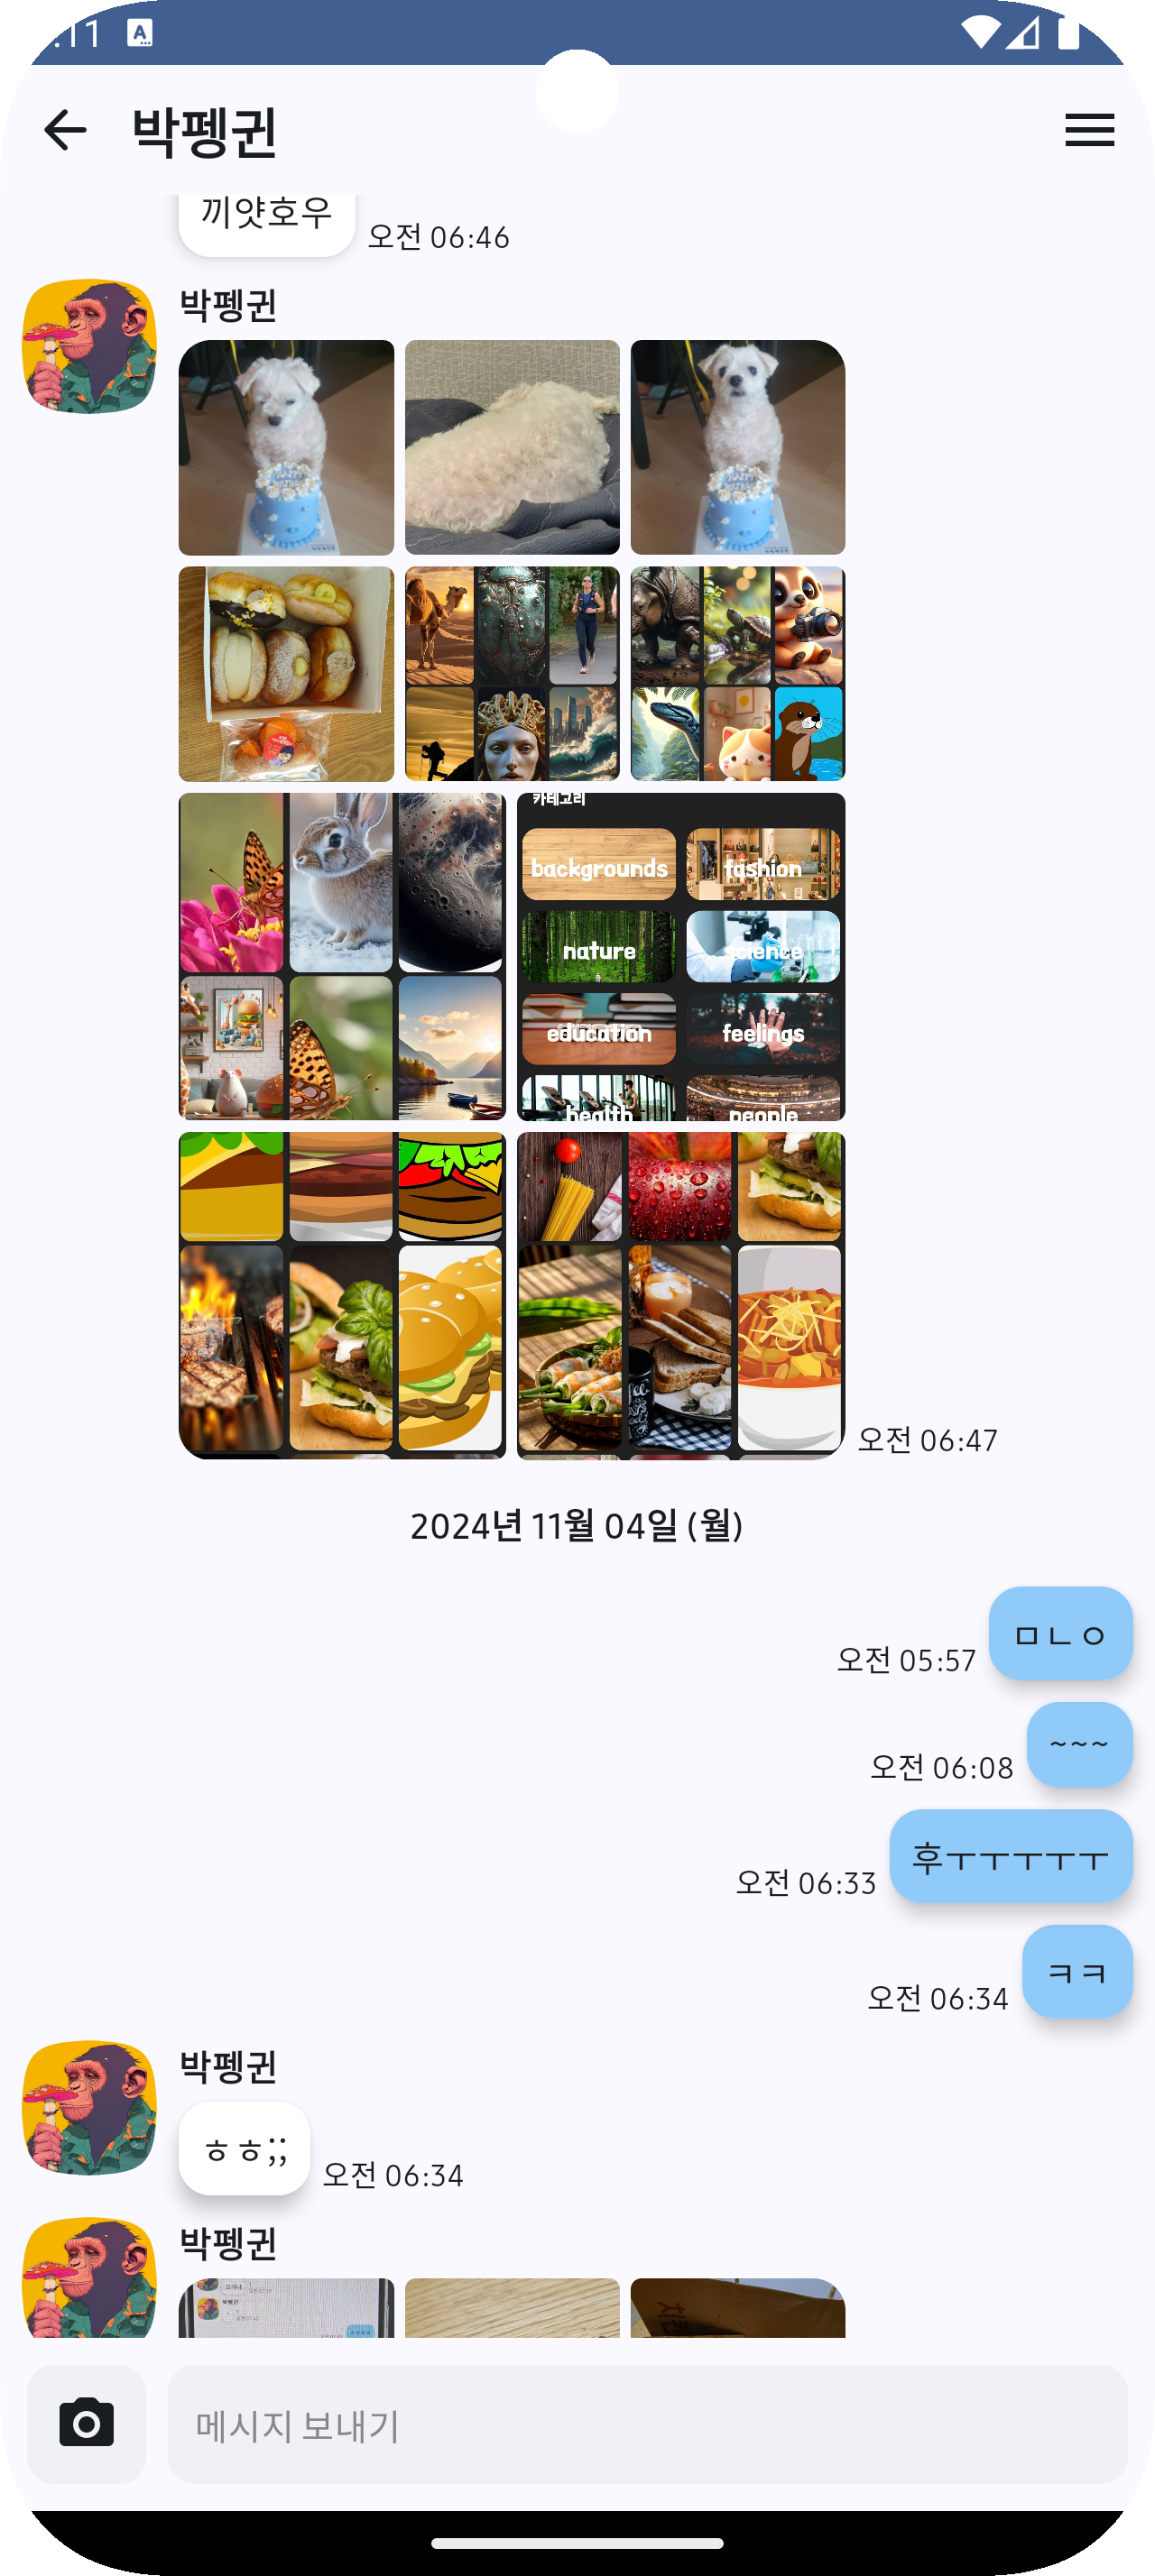 :11
A
박펭귄
끼얏호우
오전 06:46
박펭귄
카테고리
backgrounds
fashion
nature
science
education
feelings
health
people
오전 06:47
2024년 11월 04일 (월)
ㅁㄴㅇ
오전 05:57
~~~
오전 06:08
후ㅜㅜㅜㅜㅜ
오전 06:33
ㅋㅋ
오전 06:34
박펭귄
ㅎㅎ;;
오전 06:34
박펭귄
박펭귄
메시지 보내기